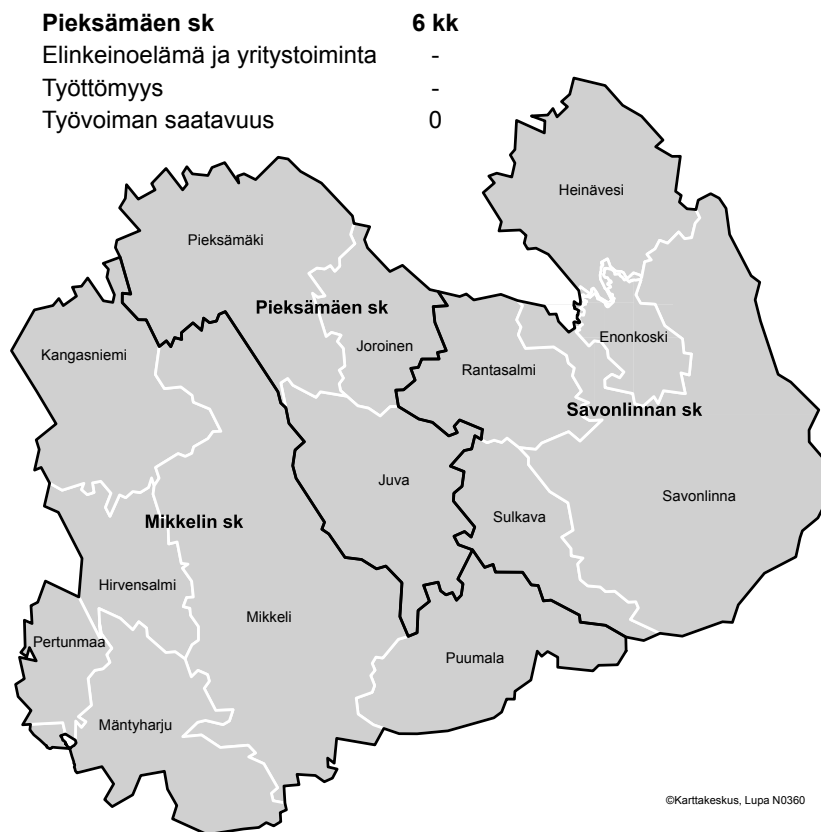 Pieksämäen sk 6 kk
Elinkeinoelämä ja yritystoiminta -
Työttömyys -
Työvoiman saatavuus 0
Heinävesi
Pieksämäki
Pieksämäen sk
Enonkoski
Kangasniemi
Joroinen
Rantasalmi
Savonlinnan sk
Juva
Savonlinna
Sulkava
Mikkelin sk
Hirvensalmi
Mikkeli
Pertunmaa
Puumala
Mäntyharju
©Karttakeskus, Lupa N0360